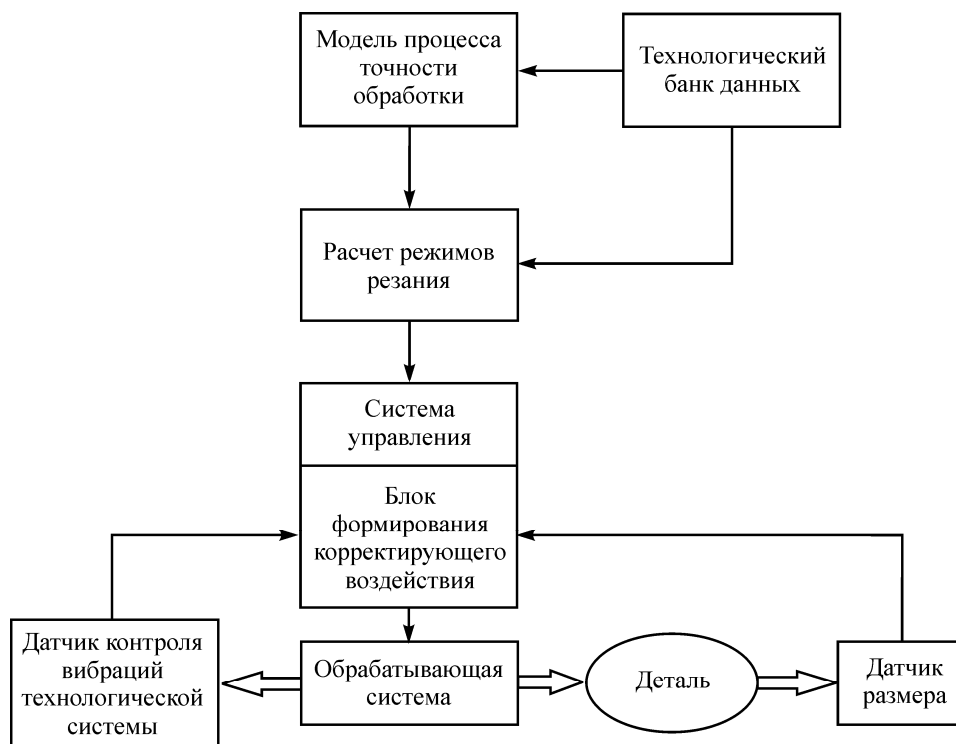 Модель процесса
точности
обработки
Технологический
банк данных
Расчет режимов
резания
Система
управления
Блок
формирования
корректирующего
воздействия
Датчик контроля
вибраций
технологической
системы
Обрабатывающая
система
Деталь
Датчик
размера